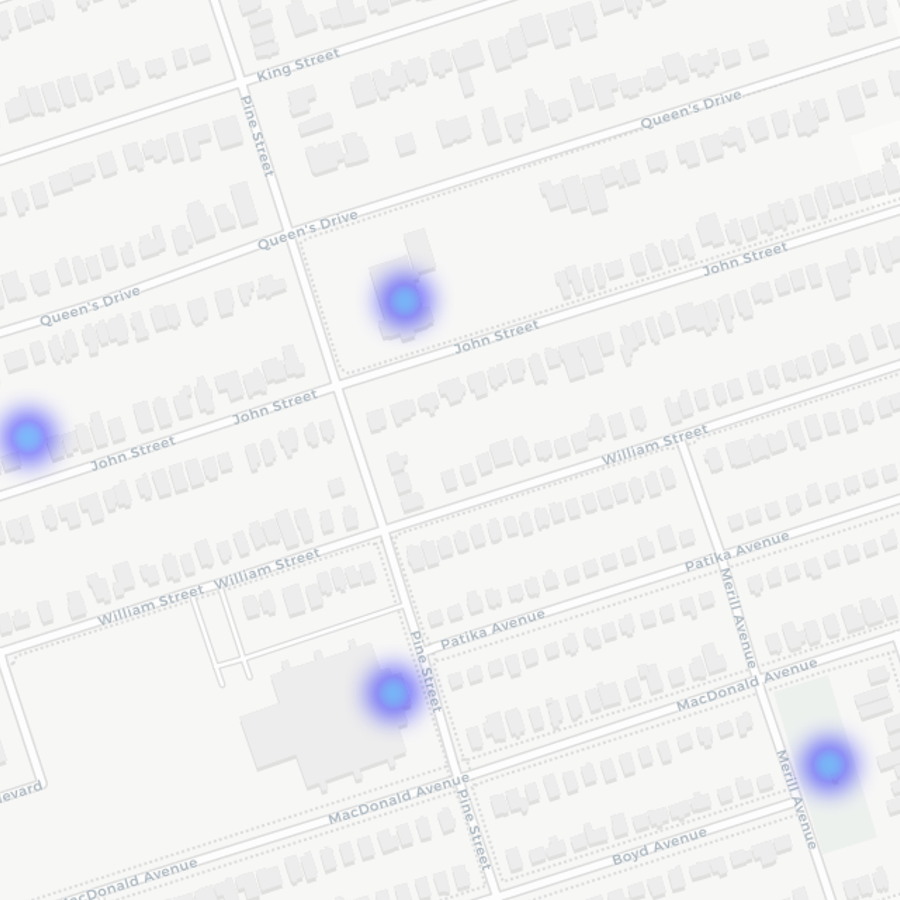 King Street
Pine Street
Queen's Drive
Queen's Drive
Queen's Drive
John Street
John Street
John Street
John Street
William Street
William Street
William Street
Patika Avenue
Patika Avenue
Merill Avenue
Pine Street
MacDonald Avenue
Merill Avenue
levard
MacDonald Avenue
Pine Street
Boyd Avenue
acDonald Avenue